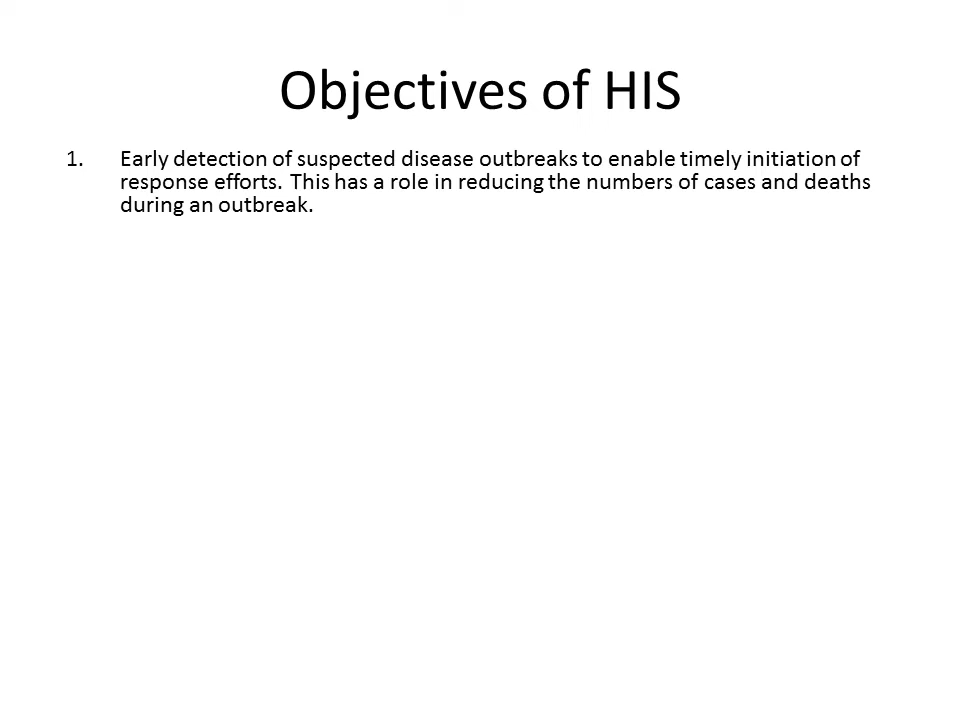 Objectives of HIS
1. Early detection of suspected disease outbreaks to enable timely initiation of
response efforts. This has a role in reducing the numbers of cases and deaths
during an outbreak.